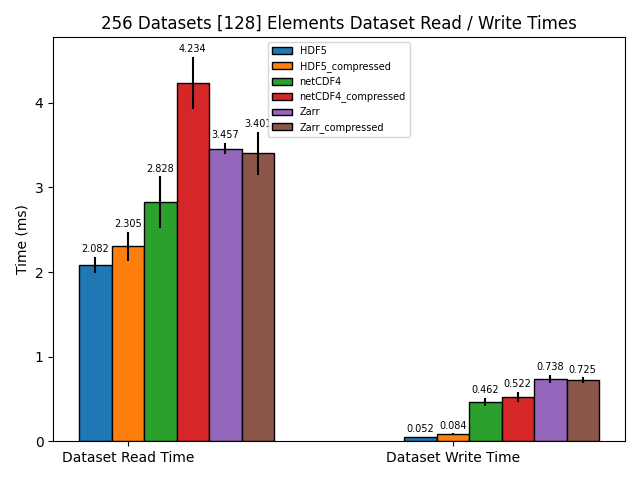 256 Datasets [128] Elements Dataset Read / Write Times
HDF5
HDF5_compressed
netCDF4
netCDF4_compressed
Zarr
Zarr_compressed
Time (ms)
4
3
2
1
0
2.082
2.305
2.828
4.234
3.457
3.401
0.052
0.084
0.462
0.522
0.738
0.725
Dataset Read Time
Dataset Write Time